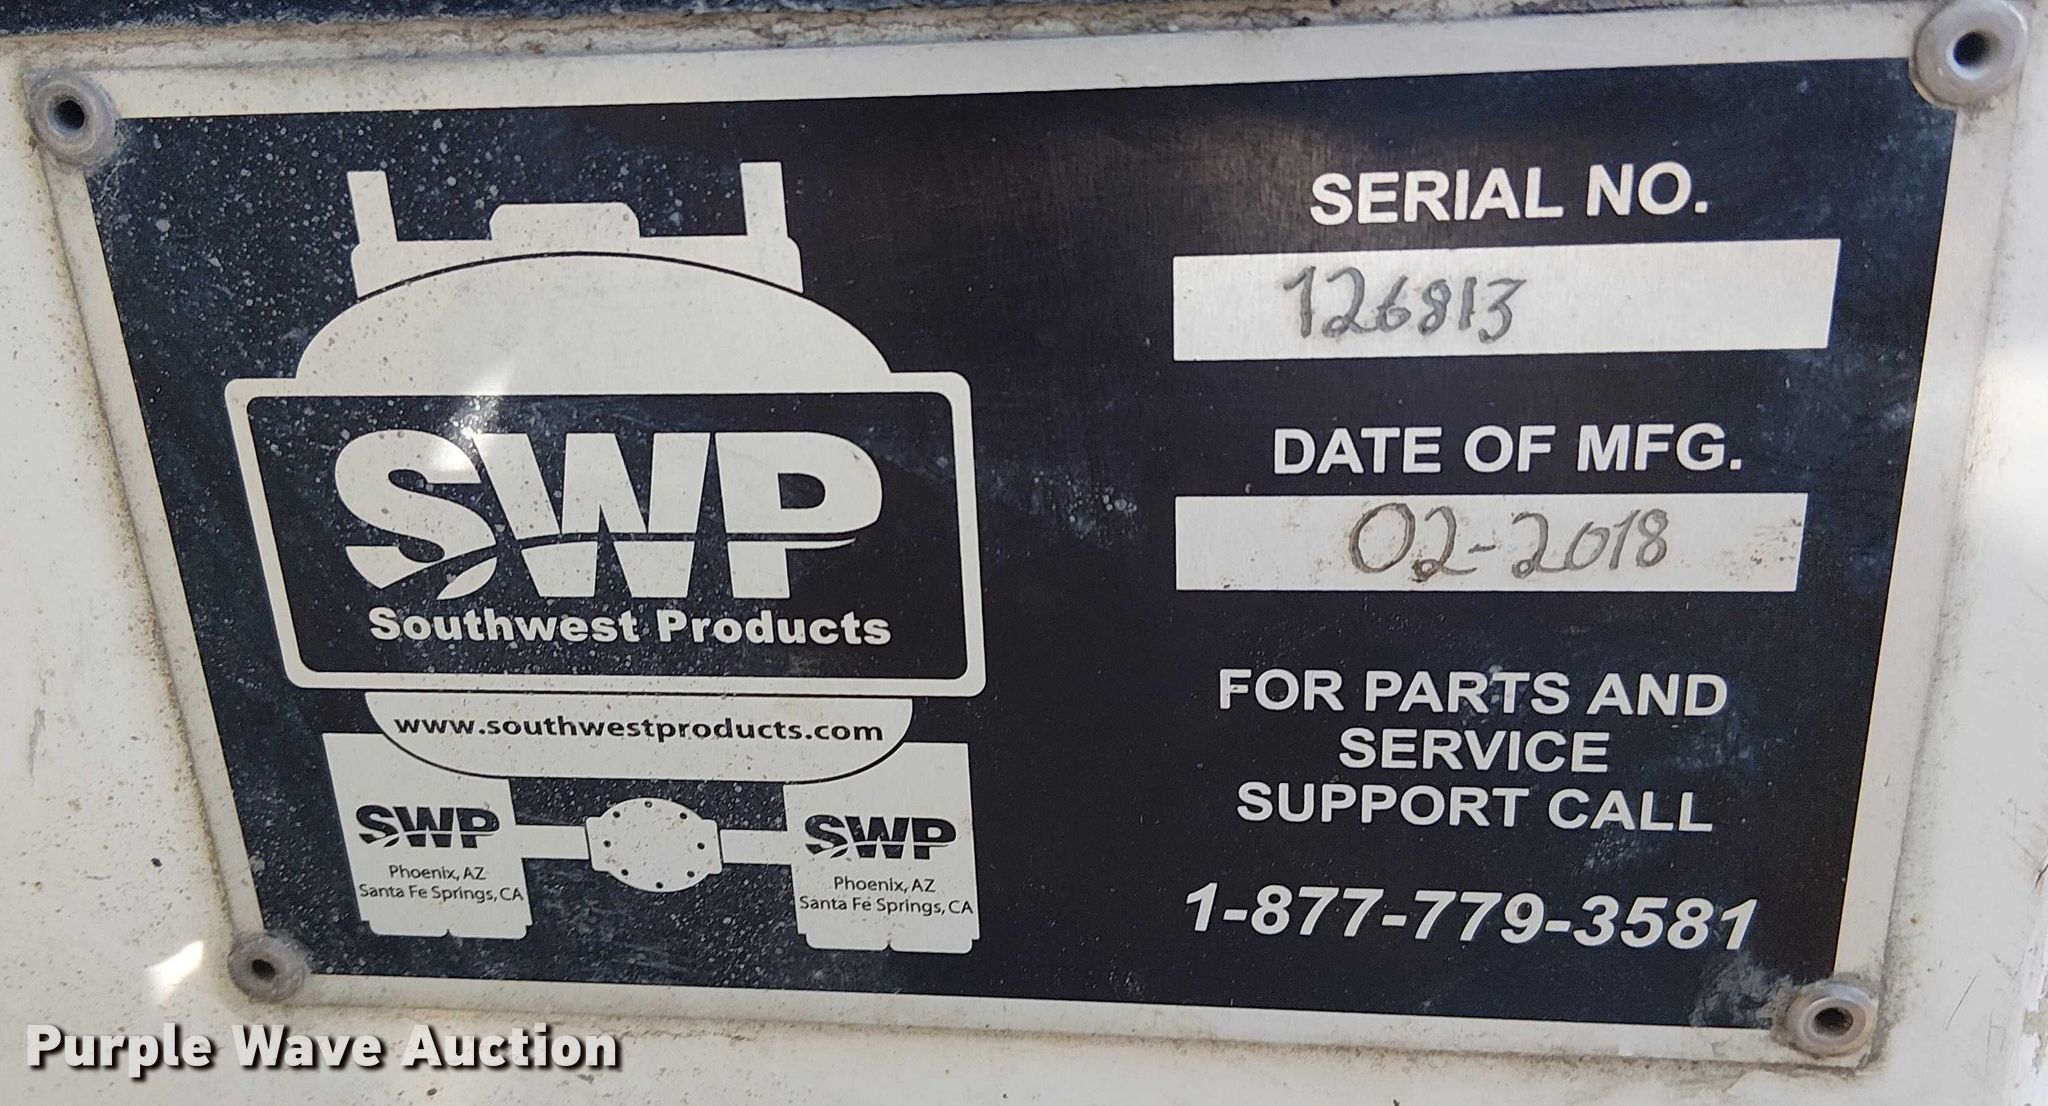 SERIAL NO.
126813
DATE OF MFG.
02-2018
FOR PARTS AND
SERVICE
SUPPORT CALL
1-877-779-3581
SWP
Southwest Products
www.southwestproducts.com
SWP
Phoenix, AZ
Santa Fe Springs, CA
SWP
Phoenix, AZ
Santa Fe Springs, CA
Purple Wave Auction